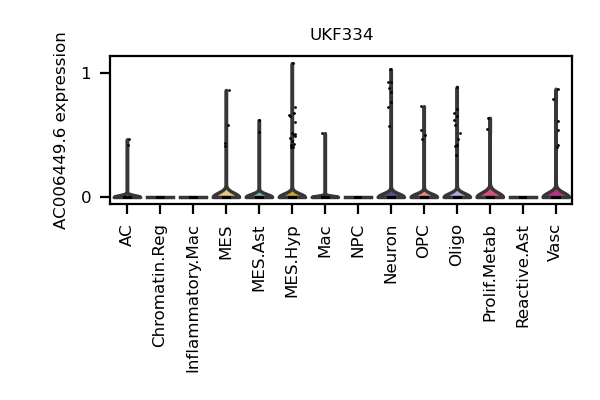 UKF334
AC006449.6 expression
1
0
AC
Chromatin.Reg
Inflammatory.Mac
MES
MES.Ast
MES.Hyp
Mac
NPC
Neuron
OPC
Oligo
Prolif.Metab
Reactive.Ast
Vasc